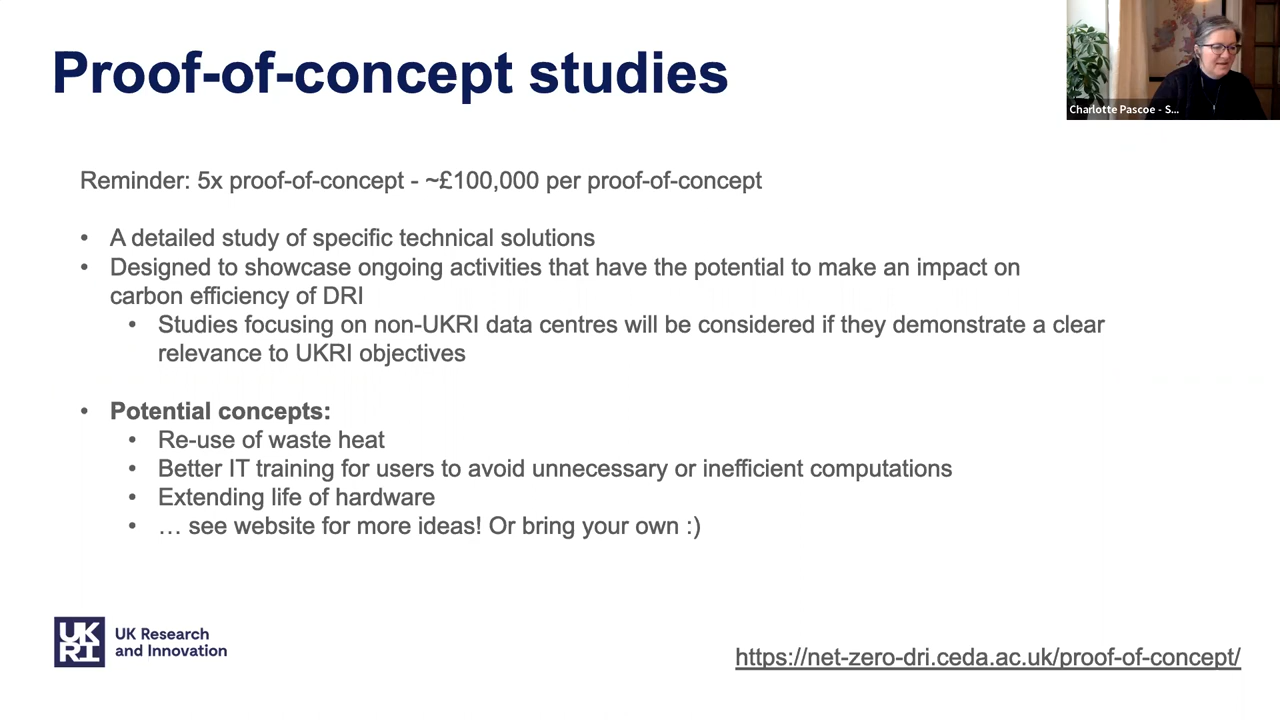 Proof-of-concept studies
Charlotte Pascoe - S...
Reminder: 5x proof-of-concept - ~£100,000 per proof-of-concept
• A detailed study of specific technical solutions
• Designed to showcase ongoing activities that have the potential to make an impact on
carbon efficiency of DRI
• Studies focusing on non-UKRI data centres will be considered if they demonstrate a clear
relevance to UKRI objectives
• Potential concepts:
• Re-use of waste heat
• Better IT training for users to avoid unnecessary or inefficient computations
• Extending life of hardware
• … see website for more ideas! Or bring your own :)
UK
RI
UK Research
and Innovation
https://net-zero-dri.ceda.ac.uk/proof-of-concept/